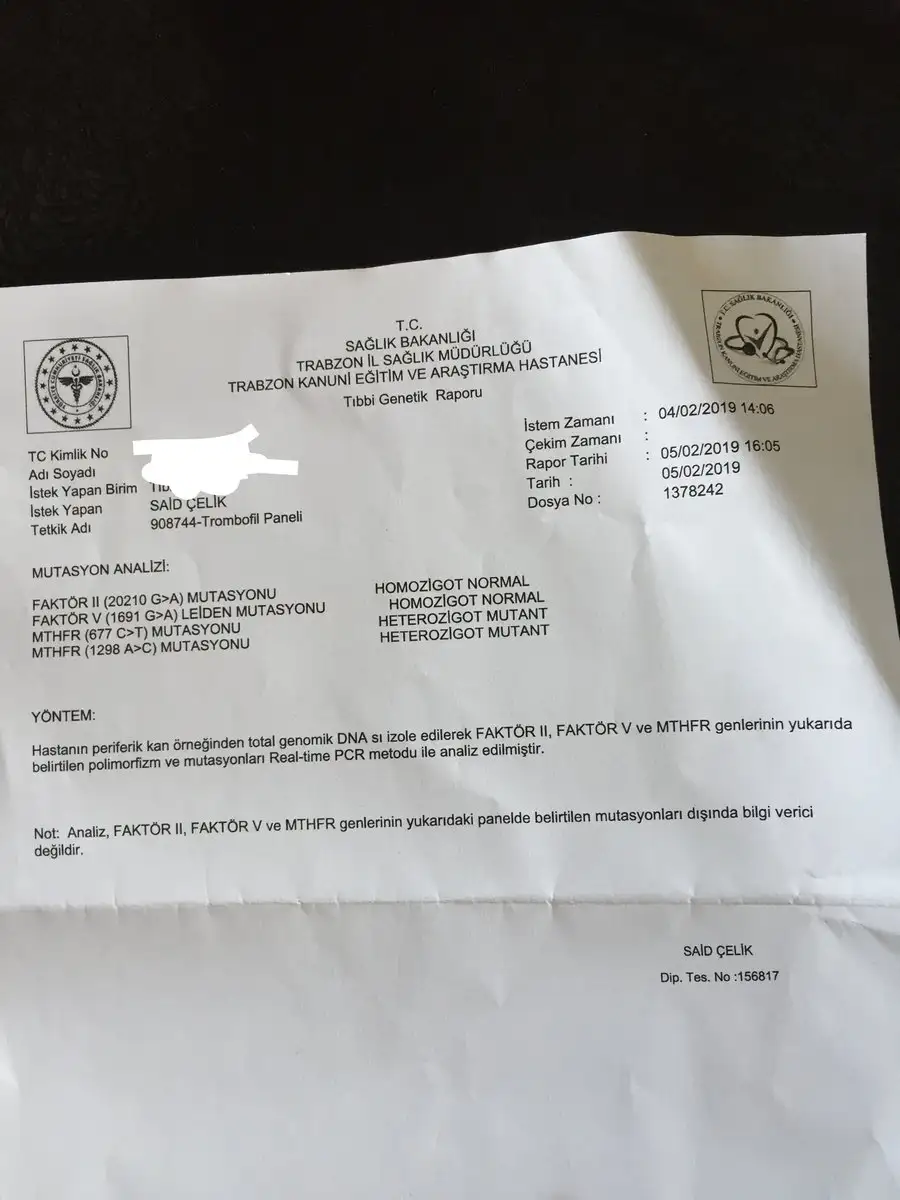 T.C.
SAĞLIK BAKANLIĞI
TRABZON İL SAĞLIK MÜDÜRLÜĞÜ
TRABZON KANUNİ EĞİTİM VE ARAŞTIRMA HASTANESİ
Tıbbi Genetik Raporu
TC Kimlik No
Adı Soyadı
İstek Yapan Birim
İstek Yapan SAİD ÇELİK
Tetkik Adı 908744-Trombofil Paneli
İstem Zamanı : 04/02/2019 14:06
Çekim Zamanı :
Rapor Tarihi : 05/02/2019 16:05
Tarih : 05/02/2019
Dosya No : 1378242
MUTASYON ANALİZİ:
FAKTÖR II (20210 G>A) MUTASYONU HOMOZİGOT NORMAL
FAKTÖR V (1691 G>A) LEİDEN MUTASYONU HOMOZİGOT NORMAL
MTHFR (677 C>T) MUTASYONU HETEROZİGOT MUTANT
MTHFR (1298 A>C) MUTASYONU HETEROZİGOT MUTANT
YÖNTEM:
Hastanın periferik kan örneğinden total genomik DNA sı izole edilerek FAKTÖR II, FAKTÖR V ve MTHFR genlerinin yukarıda
belirtilen polimorfizm ve mutasyonları Real-time PCR metodu ile analiz edilmiştir.
Not: Analiz, FAKTÖR II, FAKTÖR V ve MTHFR genlerinin yukarıdaki panelde belirtilen mutasyonları dışında bilgi verici
değildir.
SAİD ÇELİK
Dip. Tes. No :156817